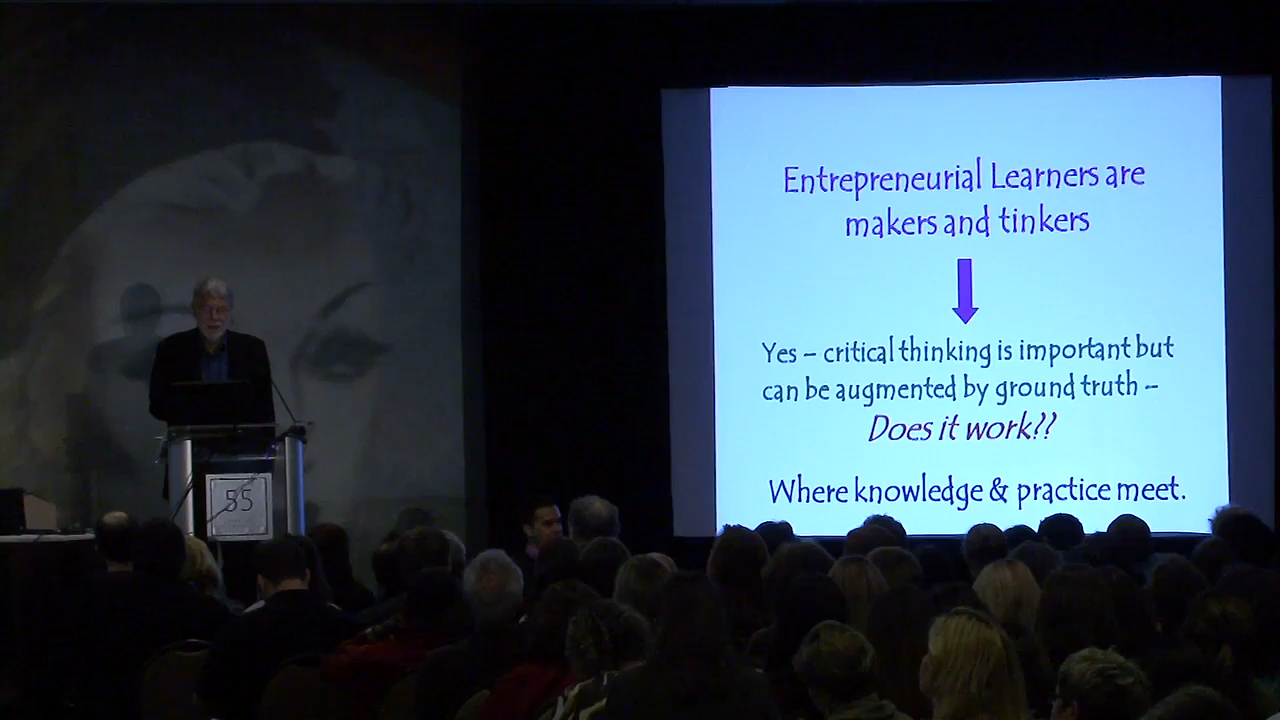 Entrepreneurial Learners are
makers and tinkers
Yes – critical thinking is important but
can be augmented by ground truth –
Does it work??
Where knowledge & practice meet.
55